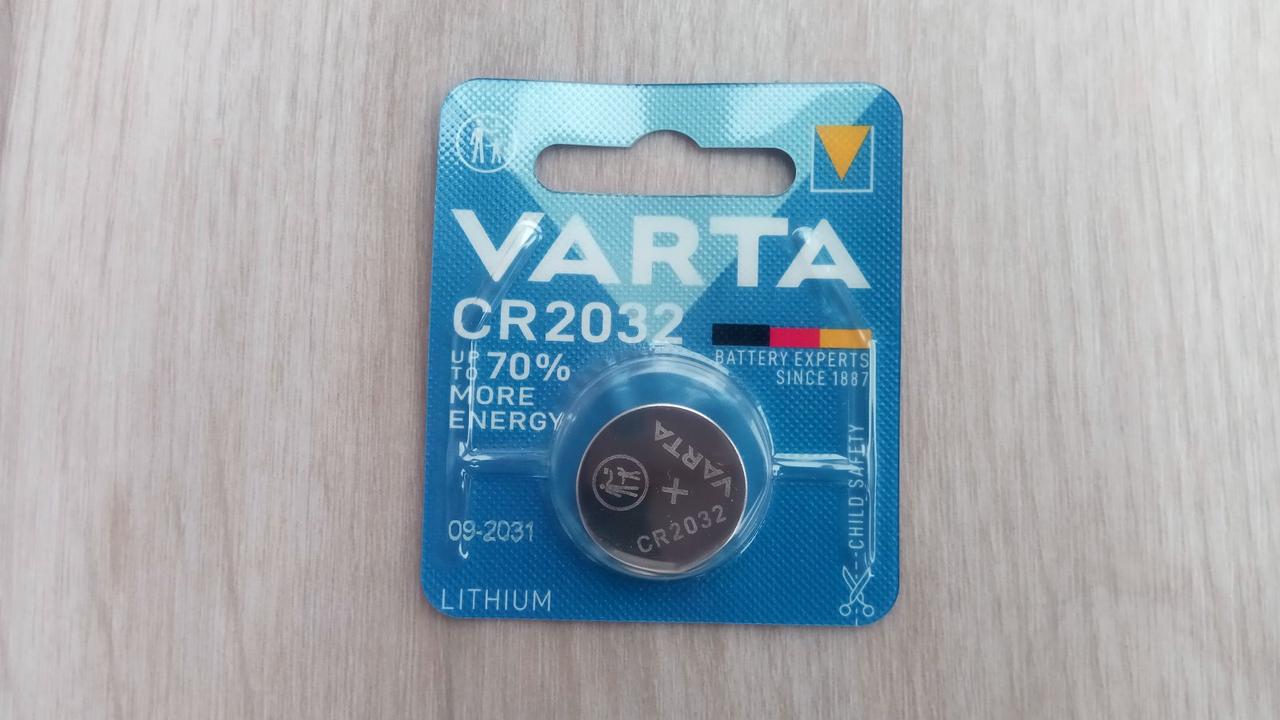 VARTA
CR2032
UP TO 70%
MORE
ENERGY
BATTERY EXPERTS
SINCE 1887
VARTA
+
CR2032
CHILD SAFETY
09-2031
LITHIUM